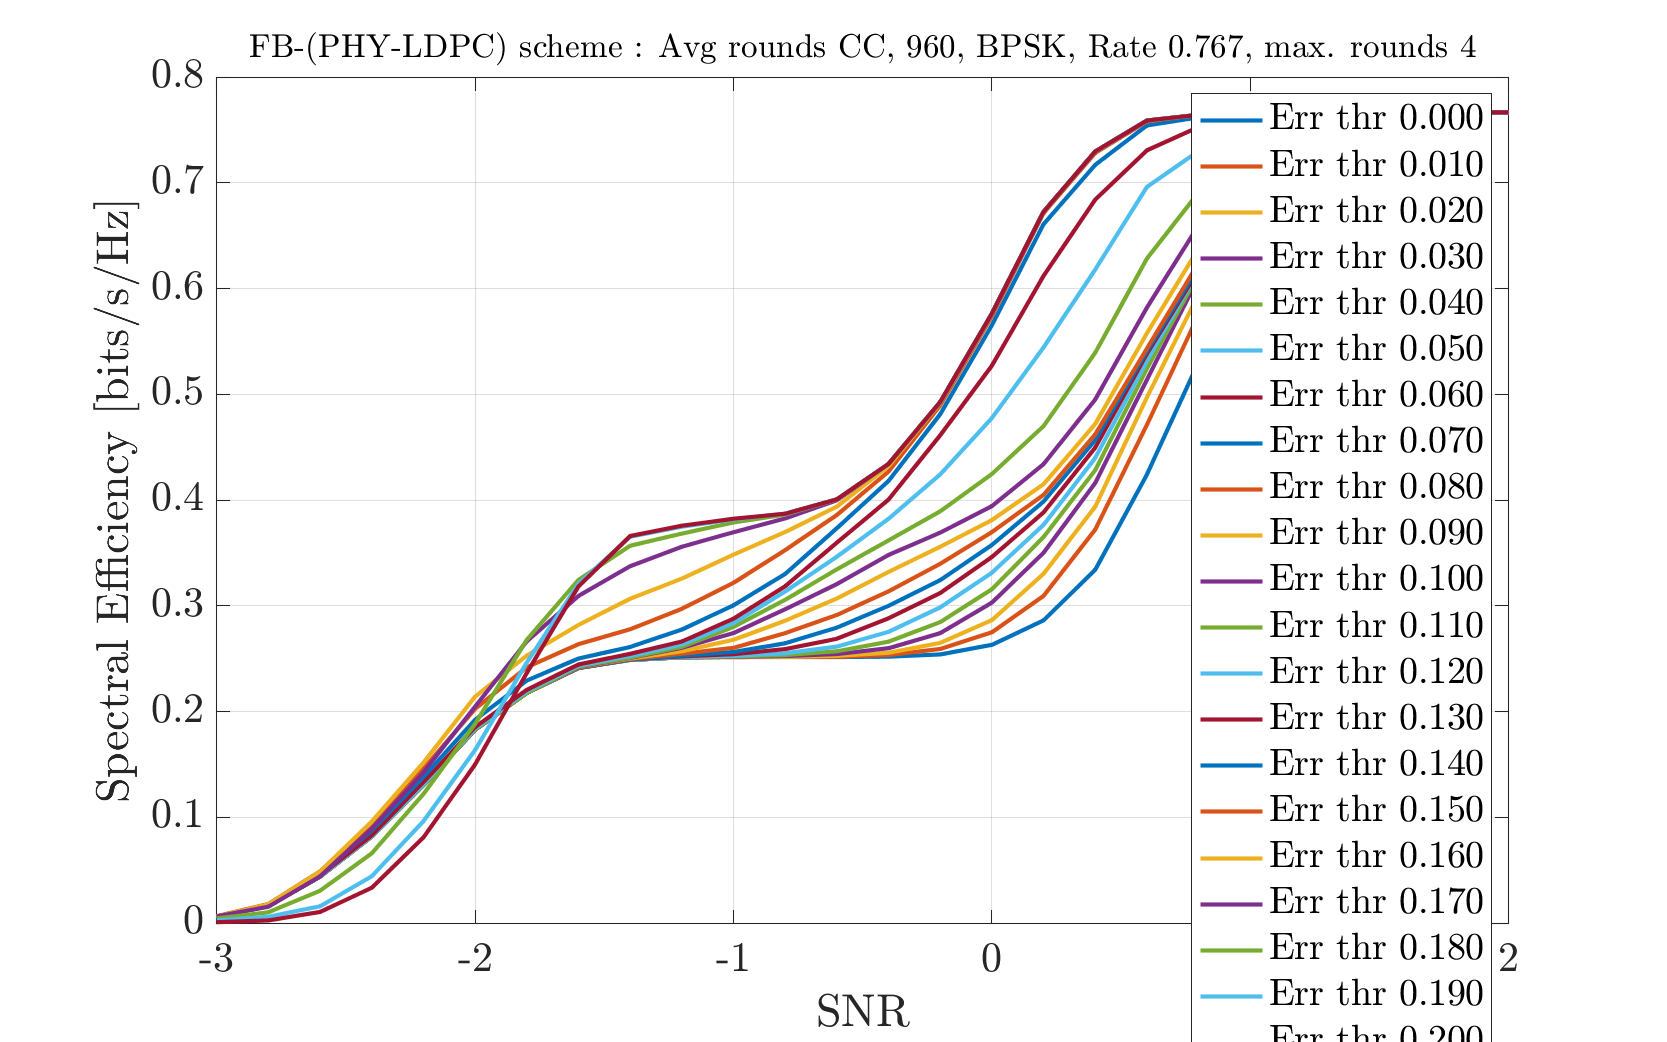 FB-(PHY-LDPC) scheme : Avg rounds CC, 960, BPSK, Rate 0.767, max. rounds 4
Spectral Efficiency [bits/s/Hz]
0.8
0.7
0.6
0.5
0.4
0.3
0.2
0.1
0
-3
-2
-1
0
2
SNR
Err thr 0.000
Err thr 0.010
Err thr 0.020
Err thr 0.030
Err thr 0.040
Err thr 0.050
Err thr 0.060
Err thr 0.070
Err thr 0.080
Err thr 0.090
Err thr 0.100
Err thr 0.110
Err thr 0.120
Err thr 0.130
Err thr 0.140
Err thr 0.150
Err thr 0.160
Err thr 0.170
Err thr 0.180
Err thr 0.190
Err thr 0.200